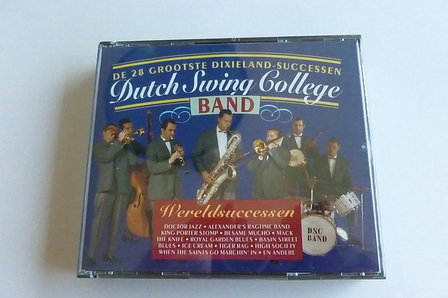 DE 28 GROOTSTE DIXIELAND-SUCCESSEN
Dutch Swing College
BAND
Wereldsuccessen
DOCTOR JAZZ • ALEXANDER'S RAGTIME BAND
KING PORTER STOMP • BESAME MUCHO • MACK
THE KNIFE • ROYAL GARDEN BLUES • BASIN STREET
BLUES • ICE CREAM • TIGER RAG • HIGH SOCIETY
WHEN THE SAINTS GO MARCHIN' IN • EN ANDERE
DSC
BAND